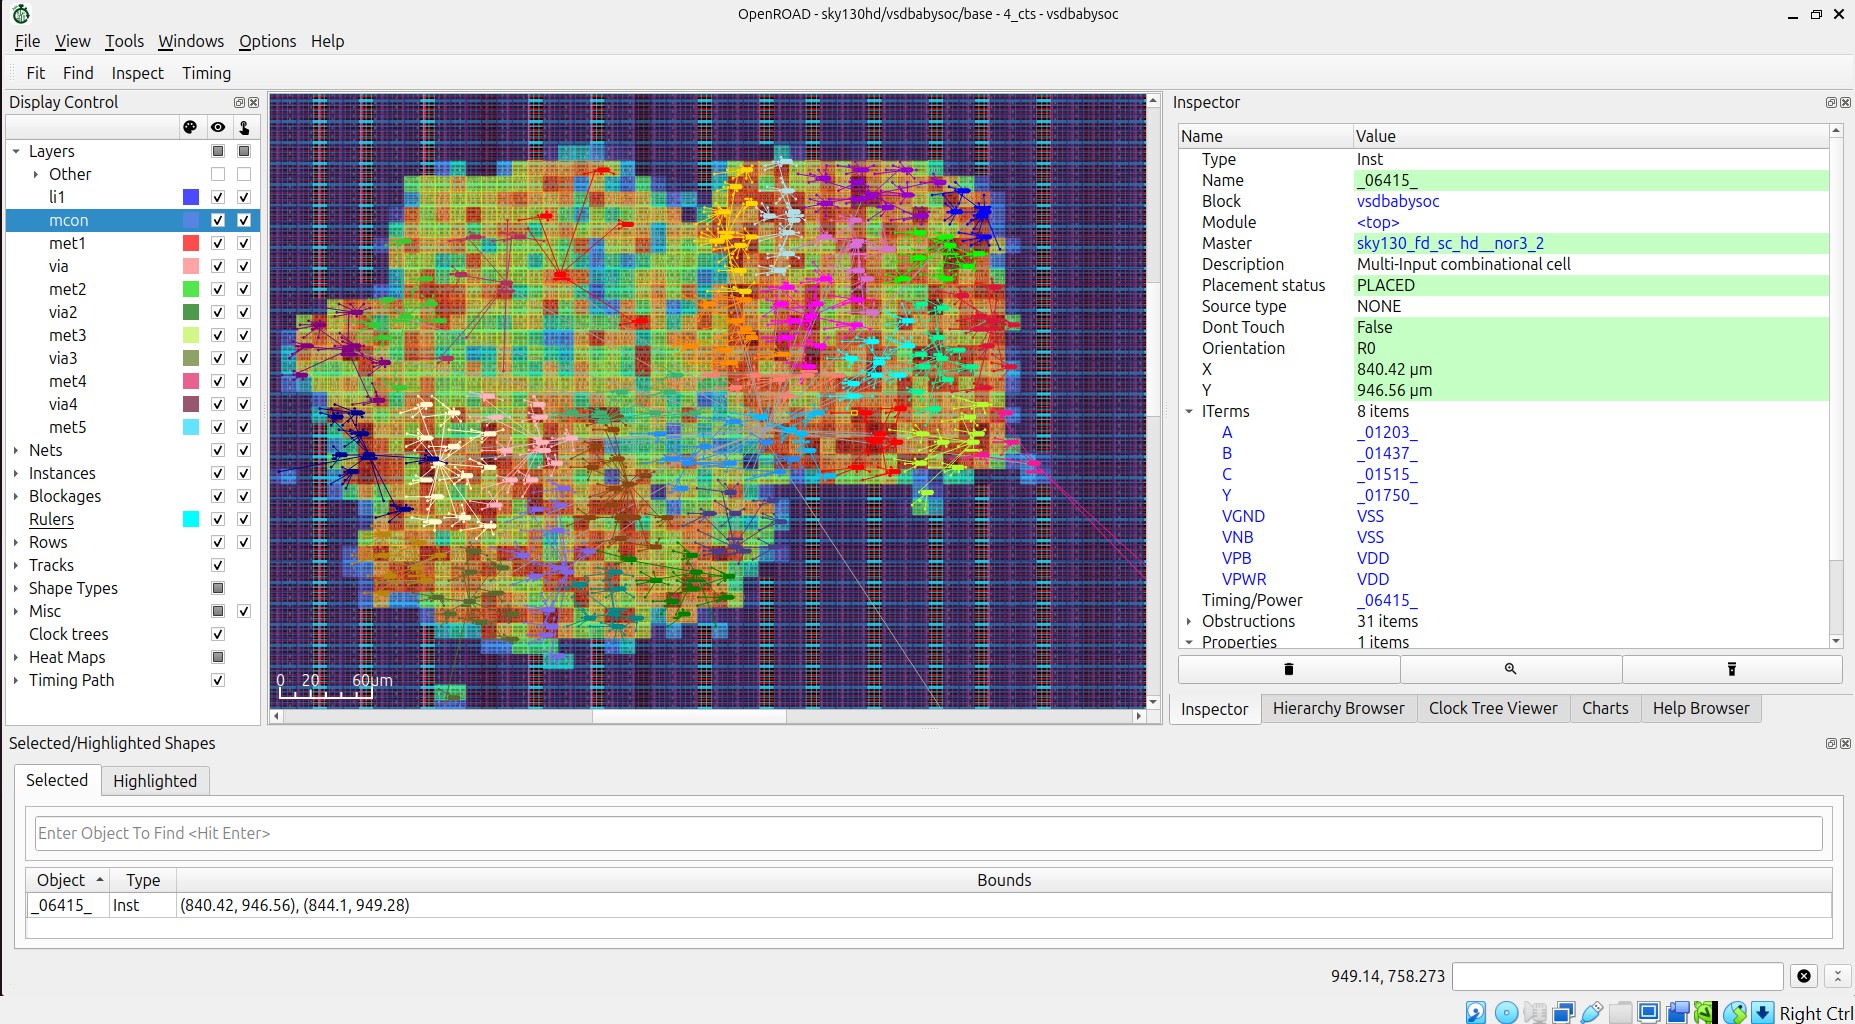 OpenROAD - sky130hd/vsdbabysoc/base - 4_cts - vsdbabysoc
File View Tools Windows Options Help
Fit Find Inspect Timing
Display Control
Layers
Other
li1
mcon
met1
via
met2
via2
met3
via3
met4
via4
met5
Nets
Instances
Blockages
Rulers
Rows
Tracks
Shape Types
Misc
Clock trees
Heat Maps
Timing Path
0 20 60μm
Inspector
Name Value
Type Inst
Name _06415_
Block vsdbabysoc
Module <top>
Master sky130_fd_sc_hd__nor3_2
Description Multi-Input combinational cell
Placement status PLACED
Source type NONE
Dont Touch False
Orientation R0
X 840.42 μm
Y 946.56 μm
ITerms 8 items
A _01203_
B _01437_
C _01515_
Y _01750_
VGND VSS
VNB VSS
VPB VDD
VPWR VDD
Timing/Power _06415_
Obstructions 31 items
Properties 1 items
Inspector Hierarchy Browser Clock Tree Viewer Charts Help Browser
Selected/Highlighted Shapes
Selected Highlighted
Enter Object To Find <Hit Enter>
Object Type Bounds
_06415_ Inst (840.42, 946.56), (844.1, 949.28)
949.14, 758.273
Right Ctrl